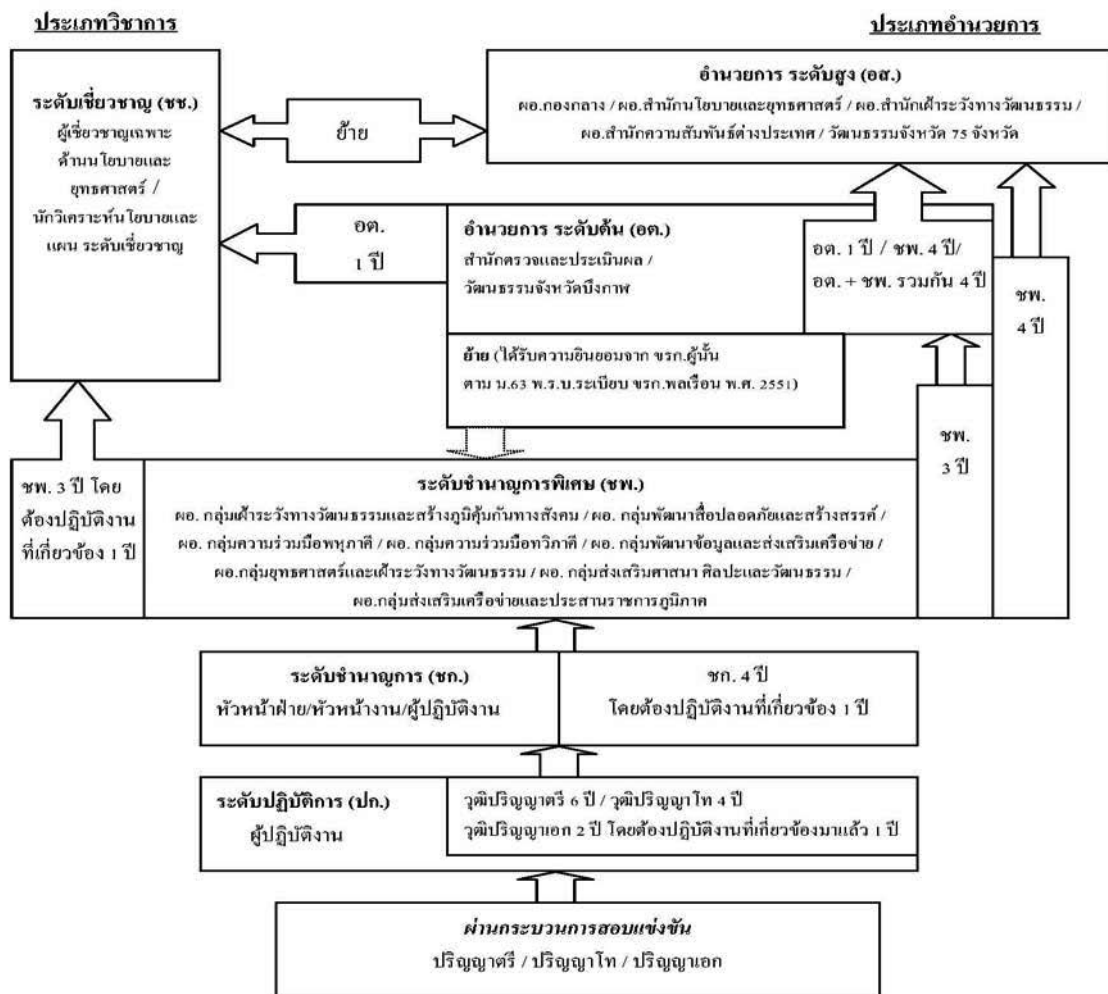 ประเภทวิชาการ
ประเภทอำนวยการ
ระดับเชี่ยวชาญ (ชช.)
ผู้เชี่ยวชาญเฉพาะ
ด้านนโยบายและ
ยุทธศาสตร์ /
นักวิเคราะห์นโยบายและ
แผน ระดับเชี่ยวชาญ
ย้าย
อำนวยการ ระดับสูง (อส.)
ผอ.กองกลาง / ผอ.สำนักนโยบายและยุทธศาสตร์ / ผอ.สำนักเฝ้าระวังทางวัฒนธรรม /
ผอ.สำนักความสัมพันธ์ต่างประเทศ / วัฒนธรรมจังหวัด 75 จังหวัด
อต.
1 ปี
อำนวยการ ระดับต้น (อต.)
สำนักตรวจและประเมินผล /
วัฒนธรรมจังหวัดบึงกาฬ
อต. 1 ปี / ชพ. 4 ปี/
อต. + ชพ. รวมกัน 4 ปี
ชพ.
4 ปี
ย้าย (ได้รับความยินยอมจาก ขรก.ผู้นั้น
ตาม ม.63 พ.ร.บ.ระเบียบ ขรก.พลเรือน พ.ศ. 2551)
ชพ.
3 ปี
ชพ. 3 ปี โดย
ต้องปฏิบัติงาน
ที่เกี่ยวข้อง 1 ปี
ระดับชำนาญการพิเศษ (ชพ.)
ผอ. กลุ่มเฝ้าระวังทางวัฒนธรรมและสร้างภูมิคุ้มกันทางสังคม / ผอ. กลุ่มพัฒนาสื่อปลอดภัยและสร้างสรรค์ /
ผอ. กลุ่มความร่วมมือพหุภาคี / ผอ. กลุ่มความร่วมมือทวิภาคี / ผอ. กลุ่มพัฒนาข้อมูลและส่งเสริมเครือข่าย /
ผอ.กลุ่มยุทธศาสตร์และเฝ้าระวังทางวัฒนธรรม / ผอ. กลุ่มส่งเสริมศาสนา ศิลปะและวัฒนธรรม /
ผอ.กลุ่มส่งเสริมเครือข่ายและประสานราชการภูมิภาค
ระดับชำนาญการ (ชก.)
หัวหน้าฝ่าย/หัวหน้างาน/ผู้ปฏิบัติงาน
ชก. 4 ปี
โดยต้องปฏิบัติงานที่เกี่ยวข้อง 1 ปี
ระดับปฏิบัติการ (ปก.)
ผู้ปฏิบัติงาน
วุฒิปริญญาตรี 6 ปี / วุฒิปริญญาโท 4 ปี
วุฒิปริญญาเอก 2 ปี โดยต้องปฏิบัติงานที่เกี่ยวข้องมาแล้ว 1 ปี
ผ่านกระบวนการสอบแข่งขัน
ปริญญาตรี / ปริญญาโท / ปริญญาเอก